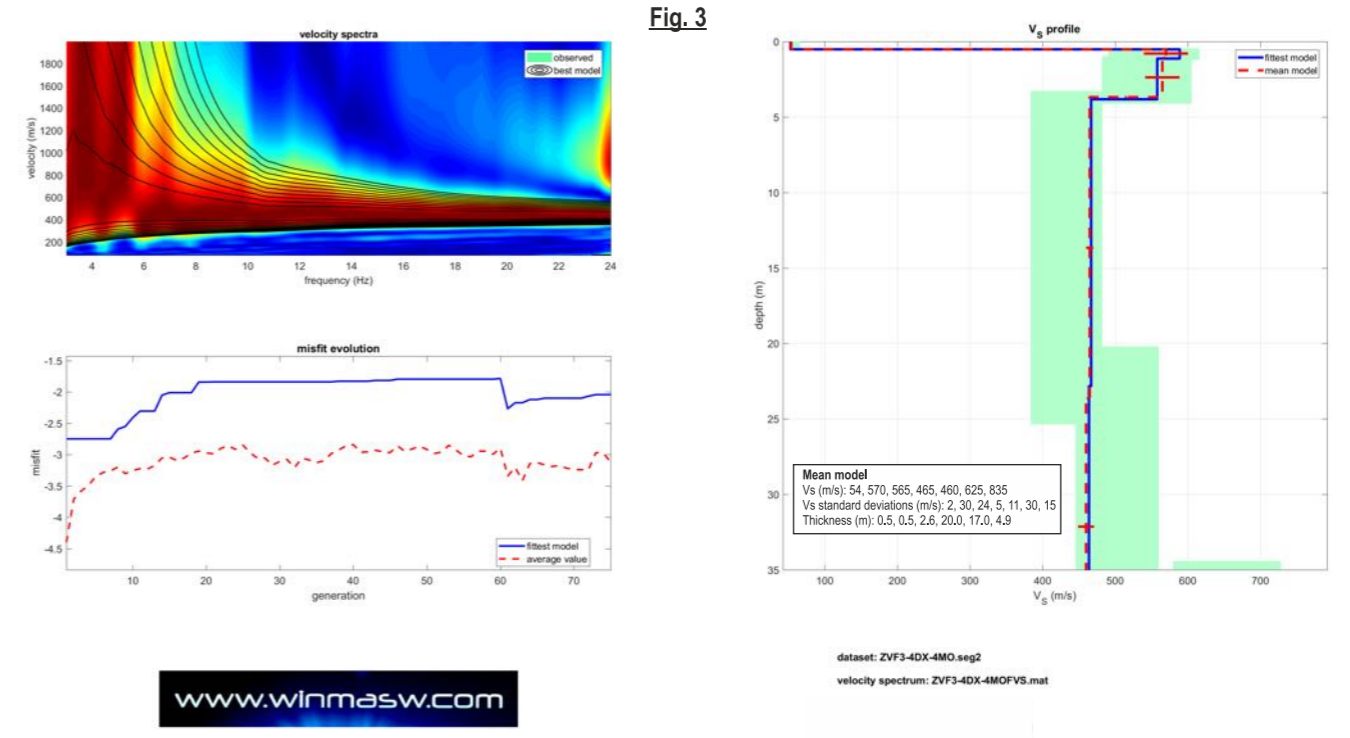 Fig. 3
velocity spectra
observed
best model
1800
1600
1400
1200
1000
800
600
400
200
velocity (m/s)
4 6 8 10 12 14 16 18 20 22 24
frequency (Hz)
misfit evolution
-1.5
-2
-2.5
-3
-3.5
-4
-4.5
misfit
fittest model
average value
10 20 30 40 50 60 70
generation
www.winmasw.com
VS profile
fittest model
mean model
0
5
10
15
20
25
30
35
depth (m)
Mean model
Vs (m/s): 54, 570, 565, 465, 460, 625, 835
Vs standard deviations (m/s): 2, 30, 24, 5, 11, 30, 15
Thickness (m): 0.5, 0.5, 2.6, 20.0, 17.0, 4.9
100 200 300 400 500 600 700
VS (m/s)
dataset: ZVF3-4DX-4MO.seg2
velocity spectrum: ZVF3-4DX-4MOFVS.mat